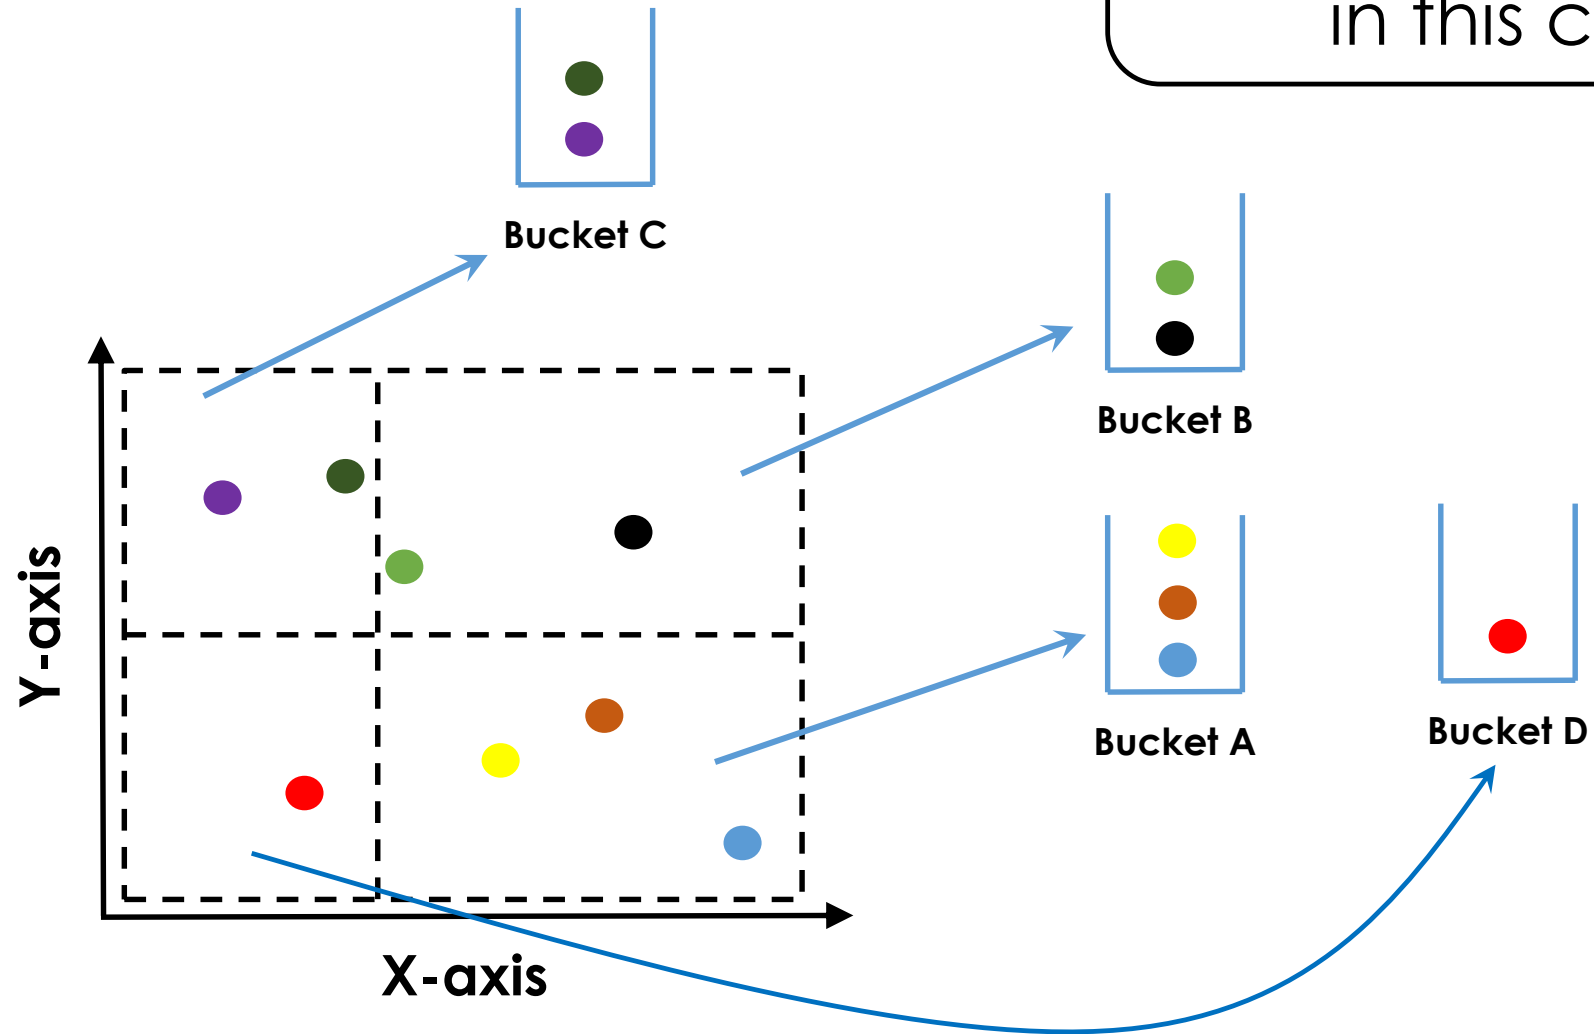 in this c
Bucket C
Bucket B
Bucket A
Bucket D
Y-axis
X-axis